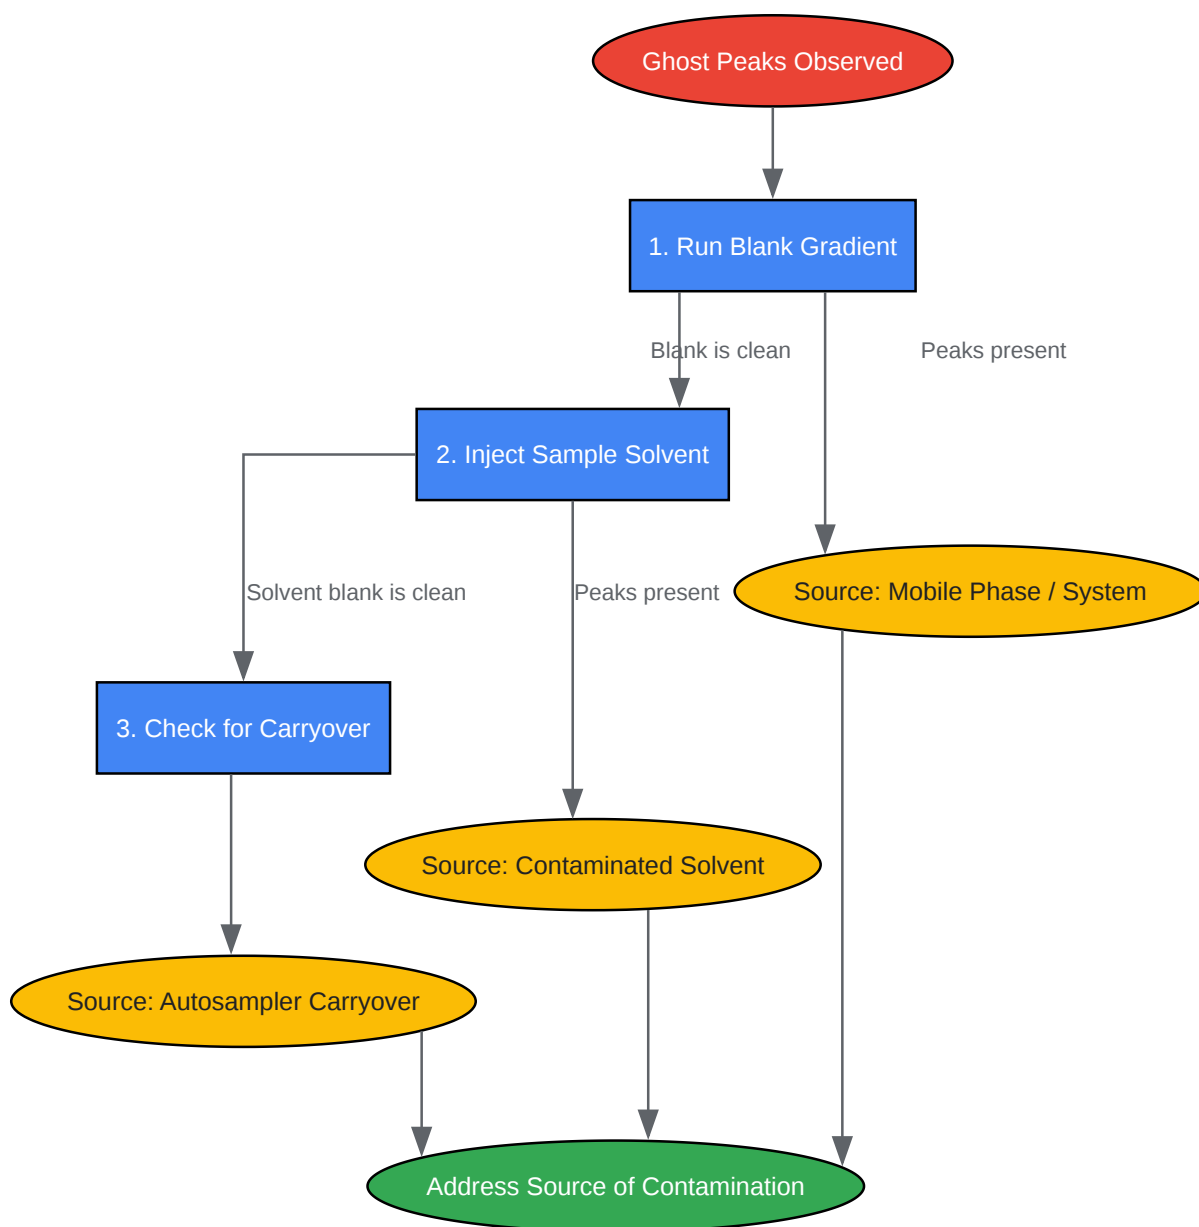 Ghost Peaks Observed
1. Run Blank Gradient
Blank is clean
Peaks present
2. Inject Sample Solvent
Solvent blank is clean
Peaks present
Source: Mobile Phase / System
3. Check for Carryover
Source: Contaminated Solvent
Source: Autosampler Carryover
Address Source of Contamination